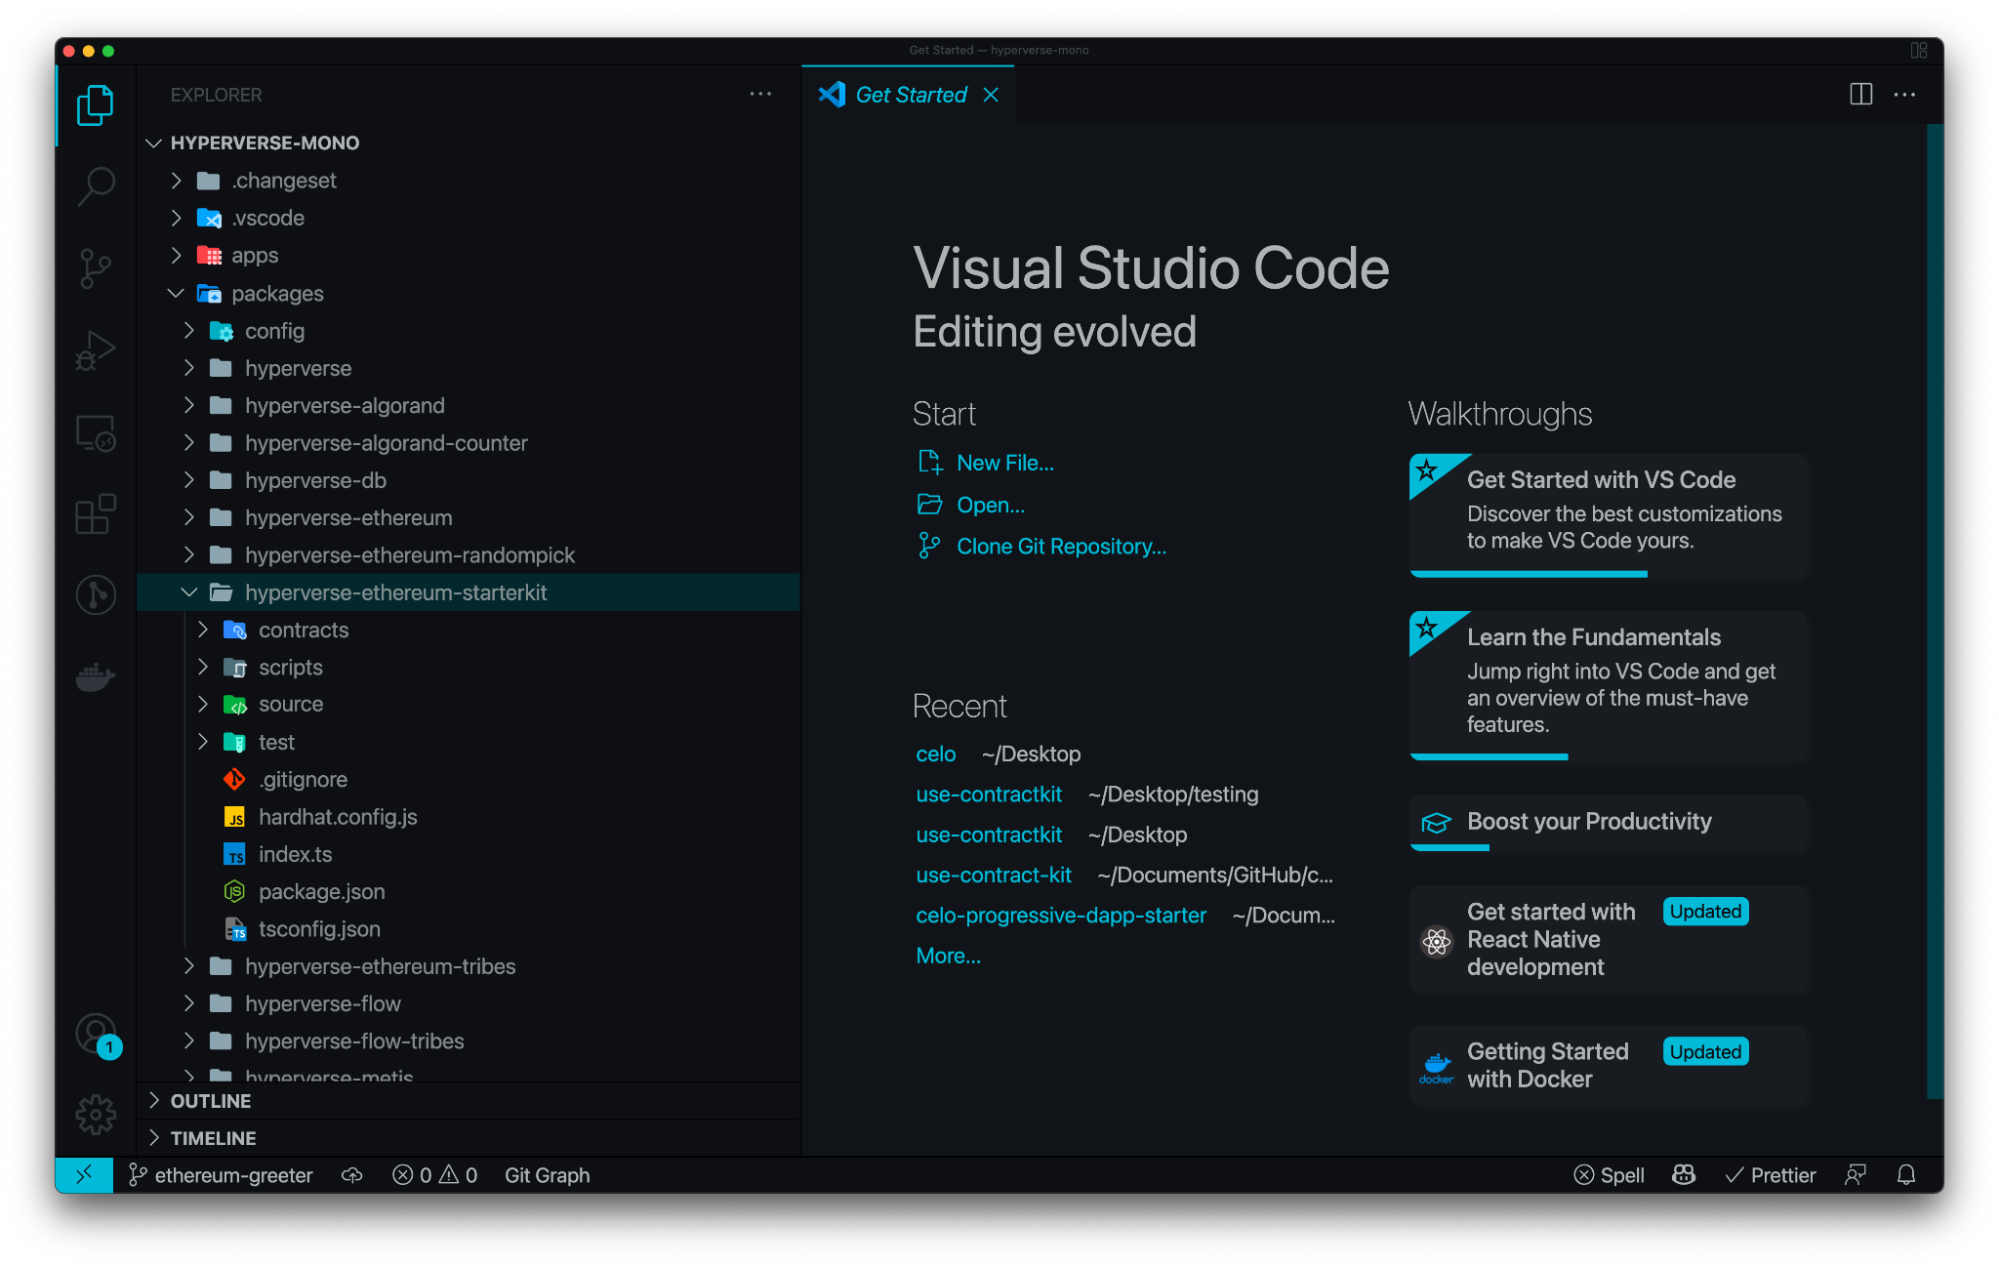 Get Started — hyperverse-mono
EXPLORER
HYPERVERSE-MONO
.changeset
.vscode
apps
packages
config
hyperverse
hyperverse-algorand
hyperverse-algorand-counter
hyperverse-db
hyperverse-ethereum
hyperverse-ethereum-randompick
hyperverse-ethereum-starterkit
contracts
scripts
source
test
.gitignore
JS hardhat.config.js
TS index.ts
JS package.json
TS tsconfig.json
hyperverse-ethereum-tribes
hyperverse-flow
hyperverse-flow-tribes
hyperverse-metis
OUTLINE
TIMELINE
1
Get Started
Visual Studio Code
Editing evolved
Start
New File...
Open...
Clone Git Repository...
Recent
celo ~/Desktop
use-contractkit ~/Desktop/testing
use-contractkit ~/Desktop
use-contract-kit ~/Documents/GitHub/c...
celo-progressive-dapp-starter ~/Docum...
More...
Walkthroughs
Get Started with VS Code
Discover the best customizations
to make VS Code yours.
Learn the Fundamentals
Jump right into VS Code and get
an overview of the must-have
features.
Boost your Productivity
Get started with Updated
React Native
development
Getting Started Updated
docker with Docker
ethereum-greeter 0 0 Git Graph
Spell Prettier